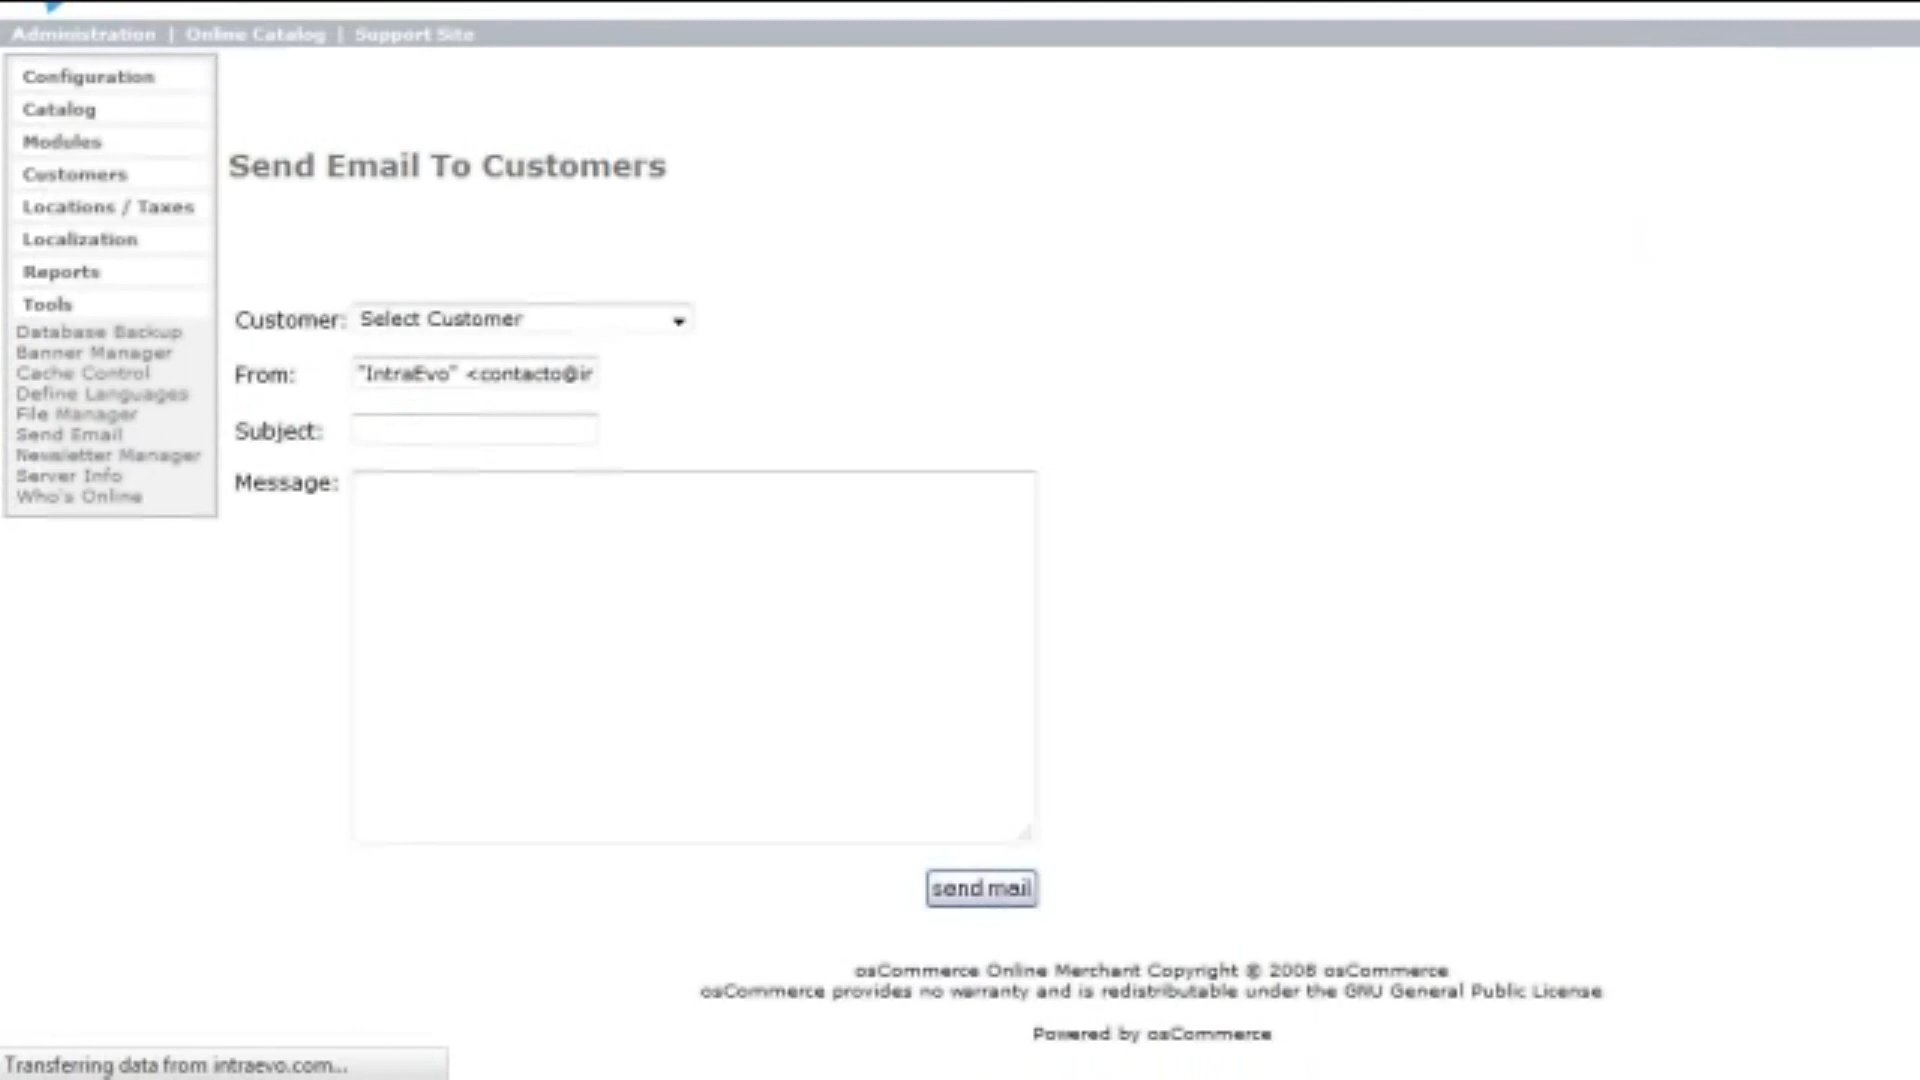 Administration | Online Catalog | Support Site
Configuration
Catalog
Modules
Customers
Locations / Taxes
Localization
Reports
Tools
Database Backup
Banner Manager
Cache Control
Define Languages
File Manager
Send Email
Newsletter Manager
Server Info
Who's Online
Send Email To Customers
Customer: Select Customer
From: "IntraEvo" <contacto@ir
Subject:
Message:
send mail
osCommerce Online Merchant Copyright © 2008 osCommerce
osCommerce provides no warranty and is redistributable under the GNU General Public License
Powered by osCommerce
Transferring data from intraevo.com...